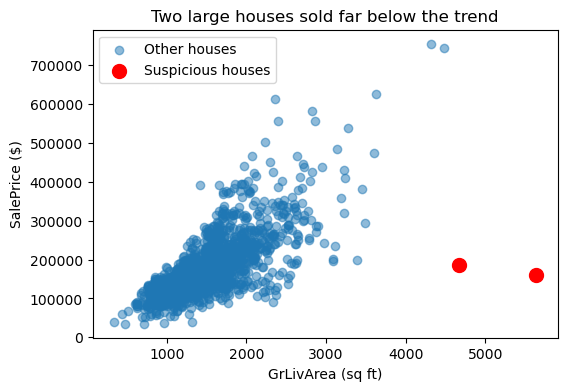 Two large houses sold far below the trend
Other houses
Suspicious houses
700000
600000
500000
400000
300000
200000
100000
0
SalePrice ($)
1000 2000 3000 4000 5000
GrLivArea (sq ft)